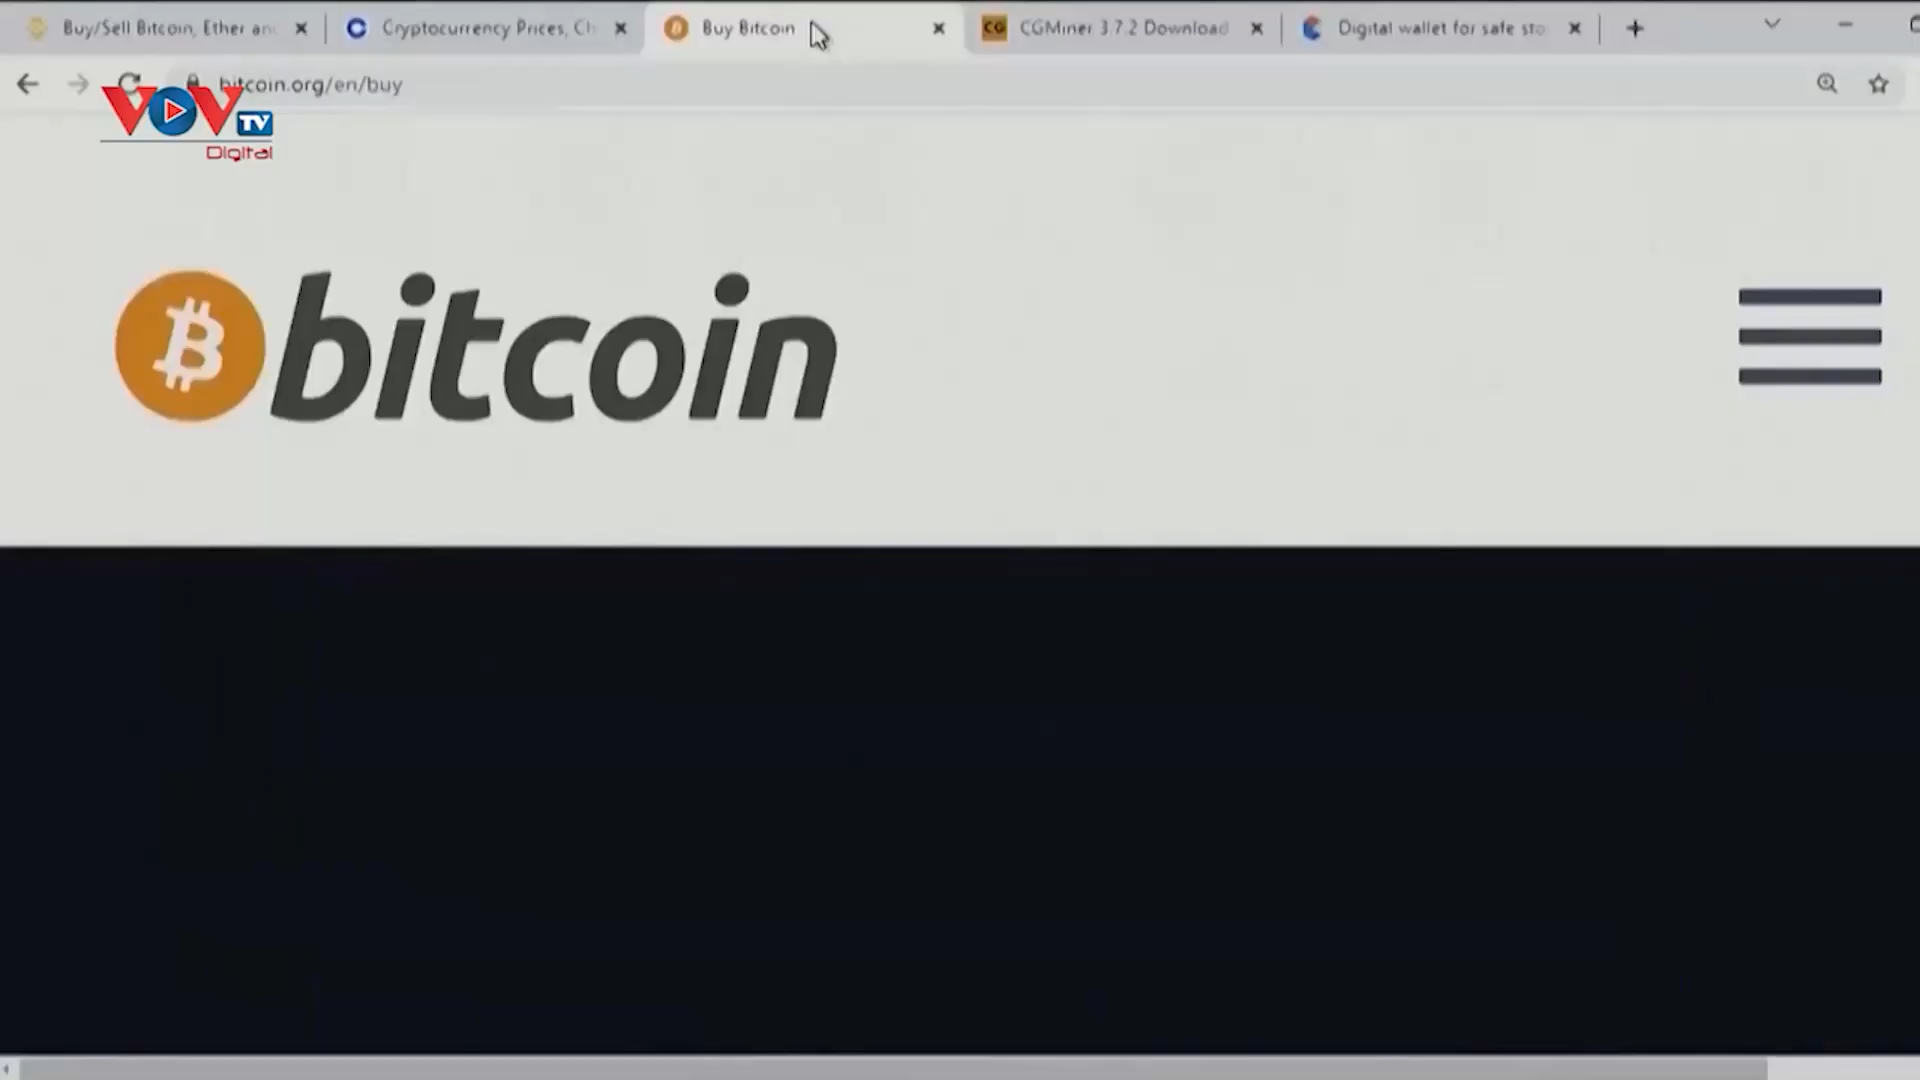 Buy/Sell Bitcoin, Ether an
Cryptocurrency Prices, Ch
Buy Bitcoin
CG
CGMiner 3.7.2 Download
Digital wallet for safe sto
bitcoin.org/en/buy
VOV TV
Digital
bitcoin